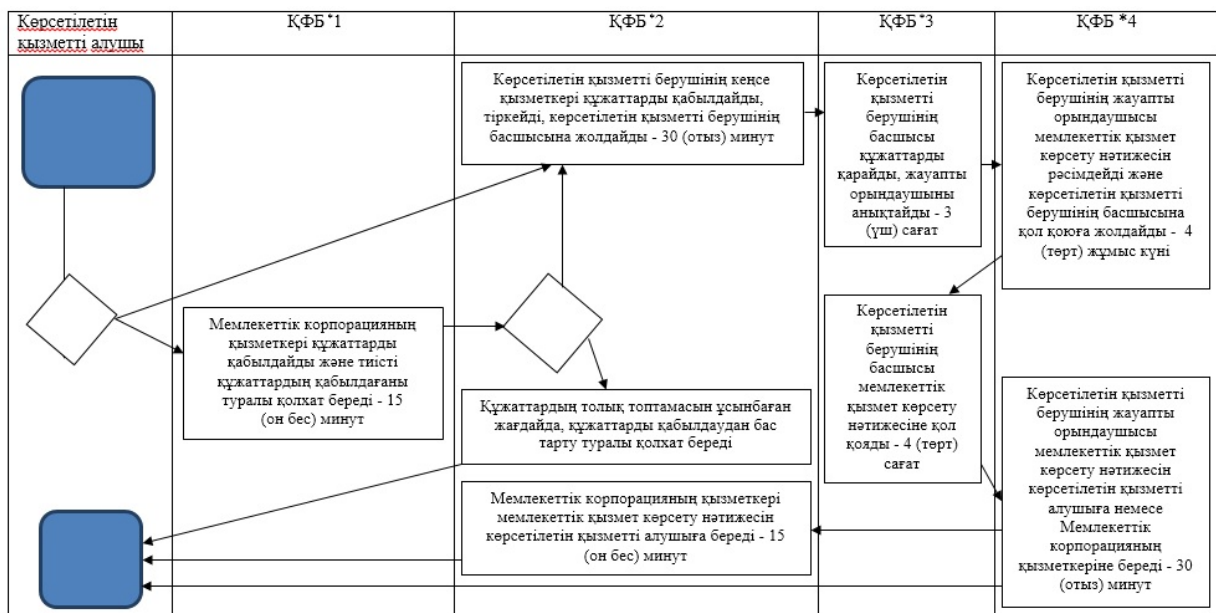 Көрсетілетін
қызметті алушы
ҚФБ *1
ҚФБ *2
ҚФБ *3
ҚФБ *4
Көрсетілетін қызметті берушінің кеңсе
қызметкері құжаттарды қабылдайды,
тіркейді, көрсетілетін қызметті берушінің
басшысына жолдайды - 30 (отыз) минут
Көрсетілетін
қызметті
берушінің
басшысы
құжаттарды
қарайды, жауапты
орындаушыны
анықтайды - 3
(үш) сағат
Көрсетілетін қызметті
берушінің жауапты
орындаушысы
мемлекеттік қызмет
көрсету нәтижесін
рәсімдейді және
көрсетілетін қызметті
берушінің басшысына
қол қоюға жолдайды - 4
(төрт) жұмыс күні
Мемлекеттік корпорацияның
қызметкері құжаттарды
қабылдайды және тиісті
құжаттардың қабылдағаны
туралы қолхат береді - 15
(он бес) минут
Құжаттардың толық топтамасын ұсынбаған
жағдайда, құжаттарды қабылдаудан бас
тарту туралы қолхат береді
Көрсетілетін
қызметті
берушінің
басшысы
мемлекеттік
қызмет көрсету
нәтижесіне қол
қояды - 4 (төрт)
сағат
Көрсетілетін қызметті
берушінің жауапты
орындаушысы
мемлекеттік қызмет
көрсету нәтижесін
көрсетілетін қызметті
алушыға немесе
Мемлекеттік
корпорацияның
қызметкеріне береді - 30
(отыз) минут
Мемлекеттік корпорацияның қызметкері
мемлекеттік қызмет көрсету нәтижесін
көрсетілетін қызметті алушыға береді - 15
(он бес) минут